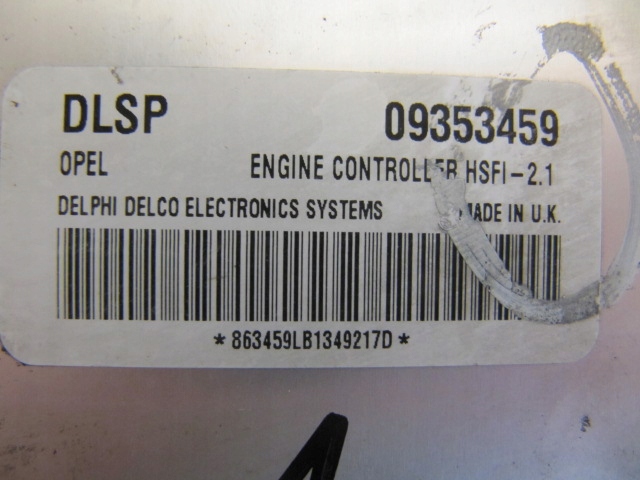 DLSP 09353459
OPEL ENGINE CONTROLLER HSFI-2.1
DELPHI DELCO ELECTRONICS SYSTEMS MADE IN U.K.
*863459LB1349217D*